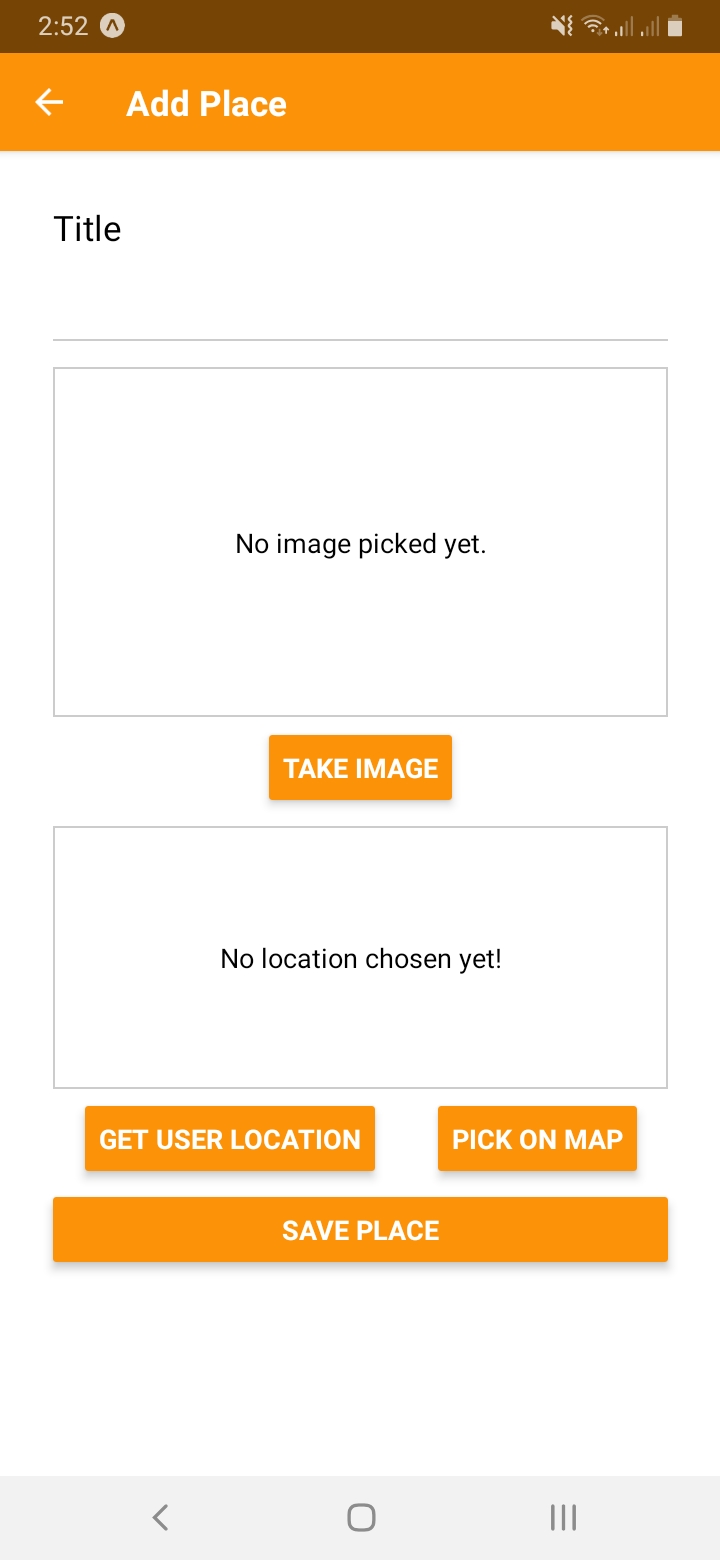 2:52
Add Place
Title
No image picked yet.
TAKE IMAGE
No location chosen yet!
GET USER LOCATION
PICK ON MAP
SAVE PLACE